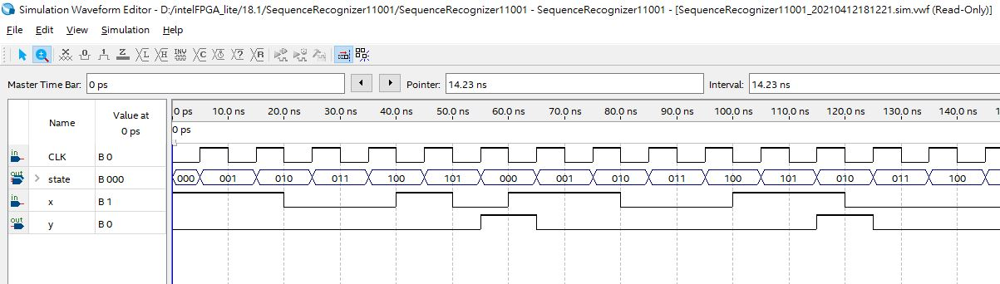 Simulation Waveform Editor - D:/intelFPGA_lite/18.1/SequenceRecognizer11001/SequenceRecognizer11001 - SequenceRecognizer11001 - [SequenceRecognizer11001_20210412181221.sim.vwf (Read-Only)]
File Edit View Simulation Help
Master Time Bar: 0 ps Pointer: 14.23 ns Interval: 14.23 ns
Name Value at 0 ps
0 ps 10.0 ns 20.0 ns 30.0 ns 40.0 ns 50.0 ns 60.0 ns 70.0 ns 80.0 ns 90.0 ns 100.0 ns 110.0 ns 120.0 ns 130.0 ns 140.0 ns
0 ps
in CLK B 0
out state B 000 000 001 010 011 100 101 000 001 010 011 100 101 010 011 100
in x B 1
out y B 0